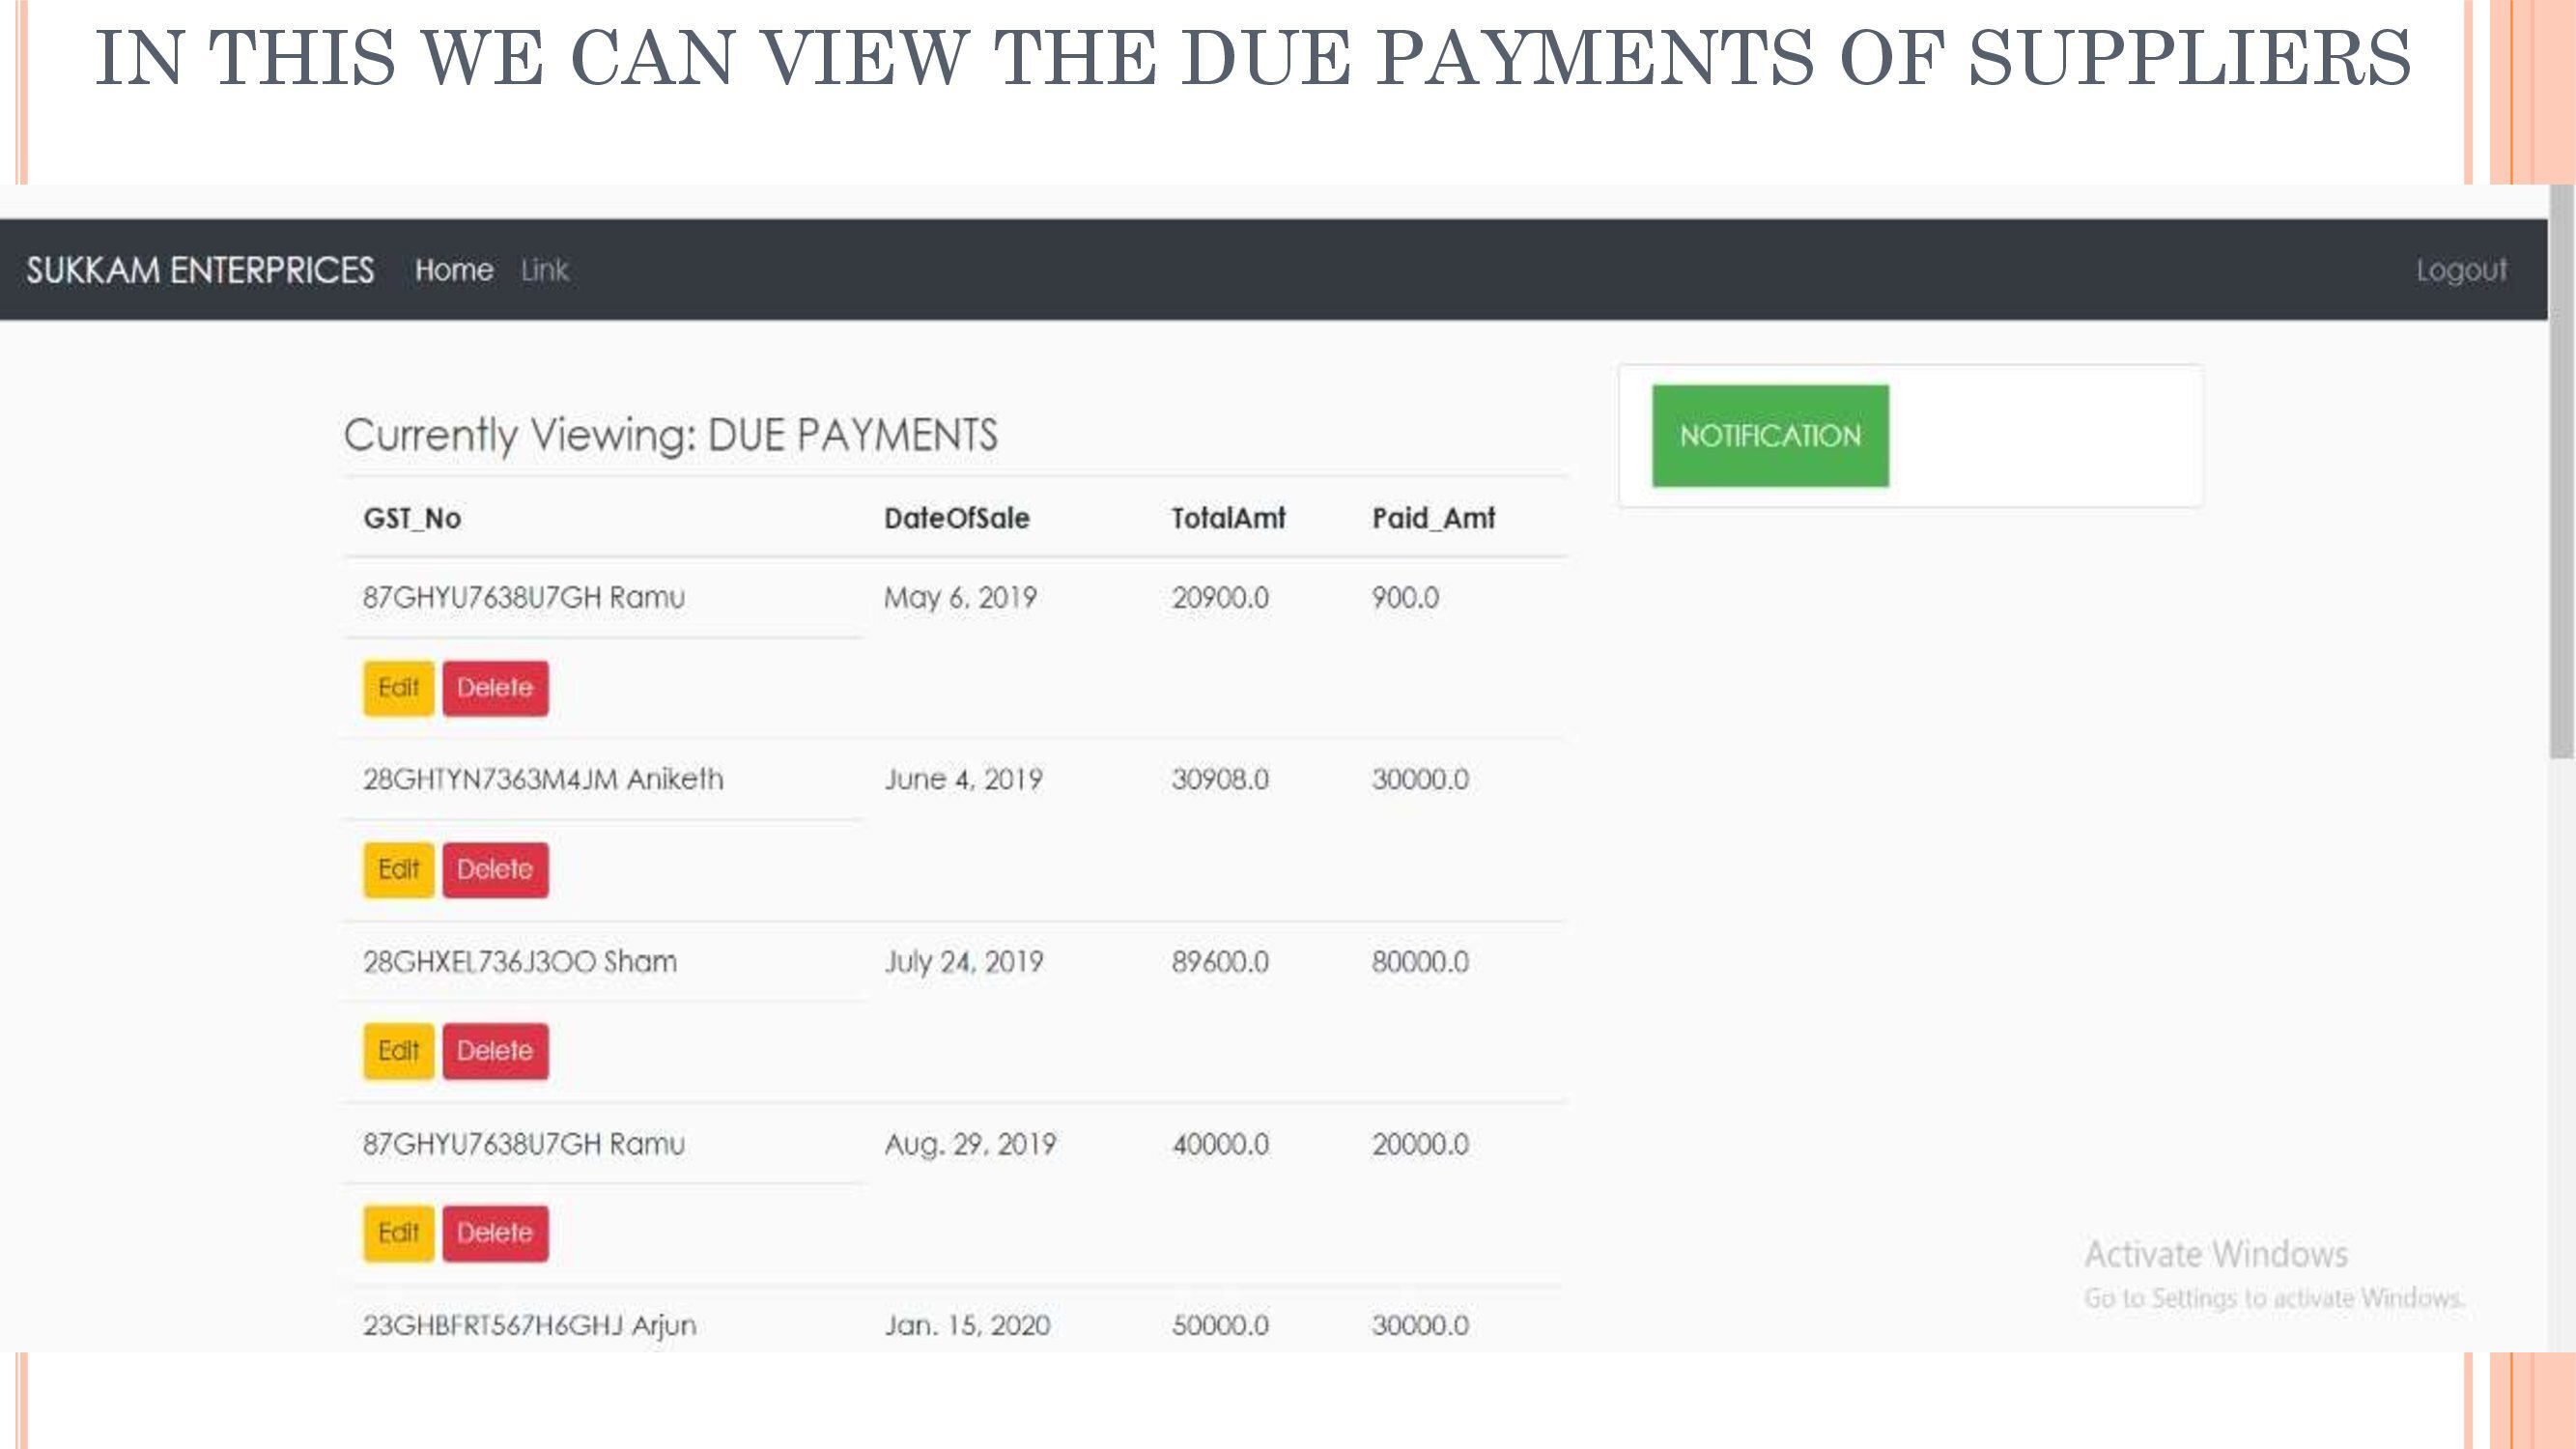 IN THIS WE CAN VIEW THE DUE PAYMENTS OF SUPPLIERS
SUKKAM ENTERPRICES Home Link Logout
NOTIFICATION
Currently Viewing: DUE PAYMENTS
GST_No DateOfSale TotalAmt Paid_Amt
87GHYU7638U7GH Ramu May 6, 2019 20900.0 900.0
Edit Delete
28GHTYN7363M4JM Aniketh June 4, 2019 30908.0 30000.0
Edit Delete
28GHXEL736J3OO Sham July 24, 2019 89600.0 80000.0
Edit Delete
87GHYU7638U7GH Ramu Aug. 29, 2019 40000.0 20000.0
Edit Delete
23GHBFRT567H6GHJ Arjun Jan. 15, 2020 50000.0 30000.0
Activate Windows
Go to Settings to activate Windows.